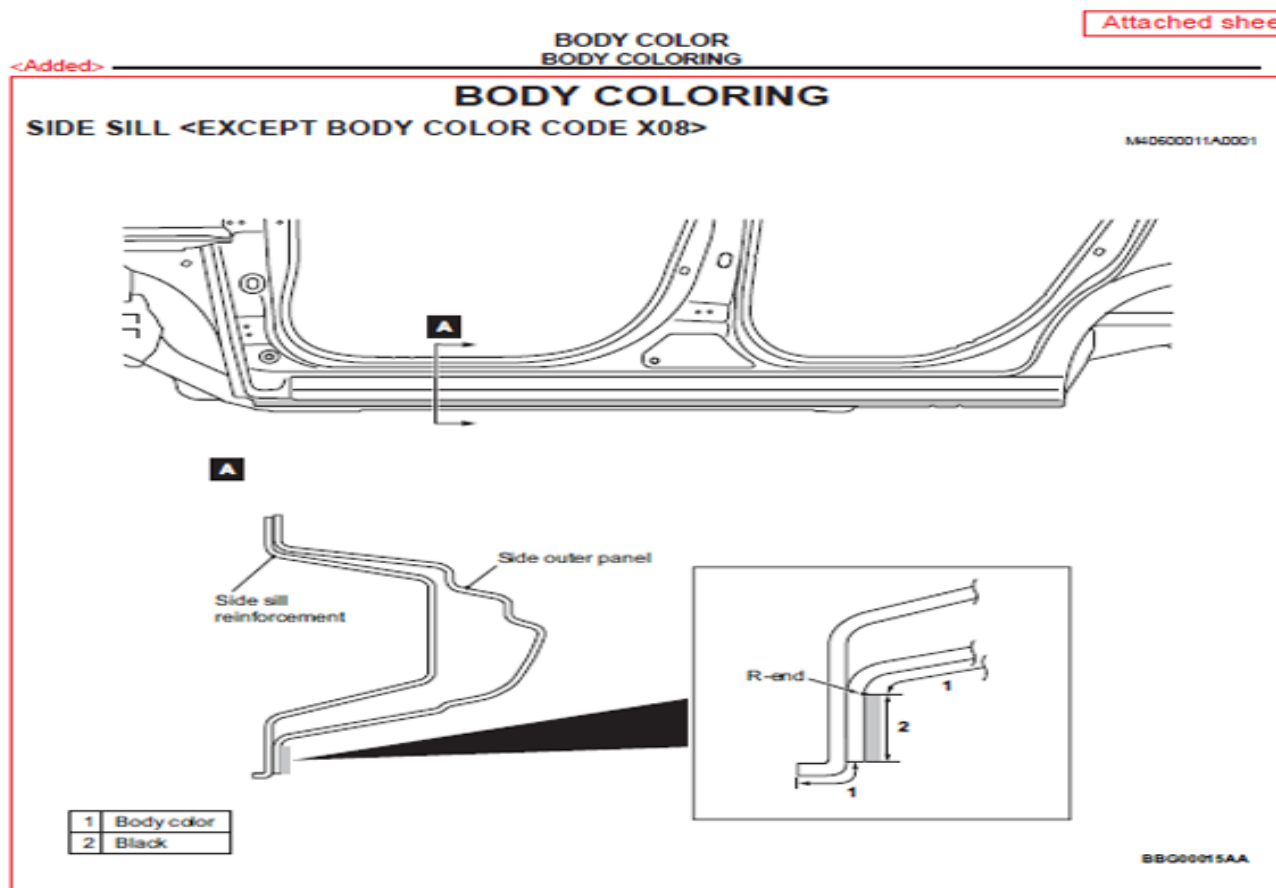 Attached shee
BODY COLOR
BODY COLORING
<Added>
BODY COLORING
SIDE SILL <EXCEPT BODY COLOR CODE X08>
M40600011A0001
A
A
Side outer panel
Side sill
reinforcement
R-end
1
2
1
1 Body color
2 Black
BBG00015AA